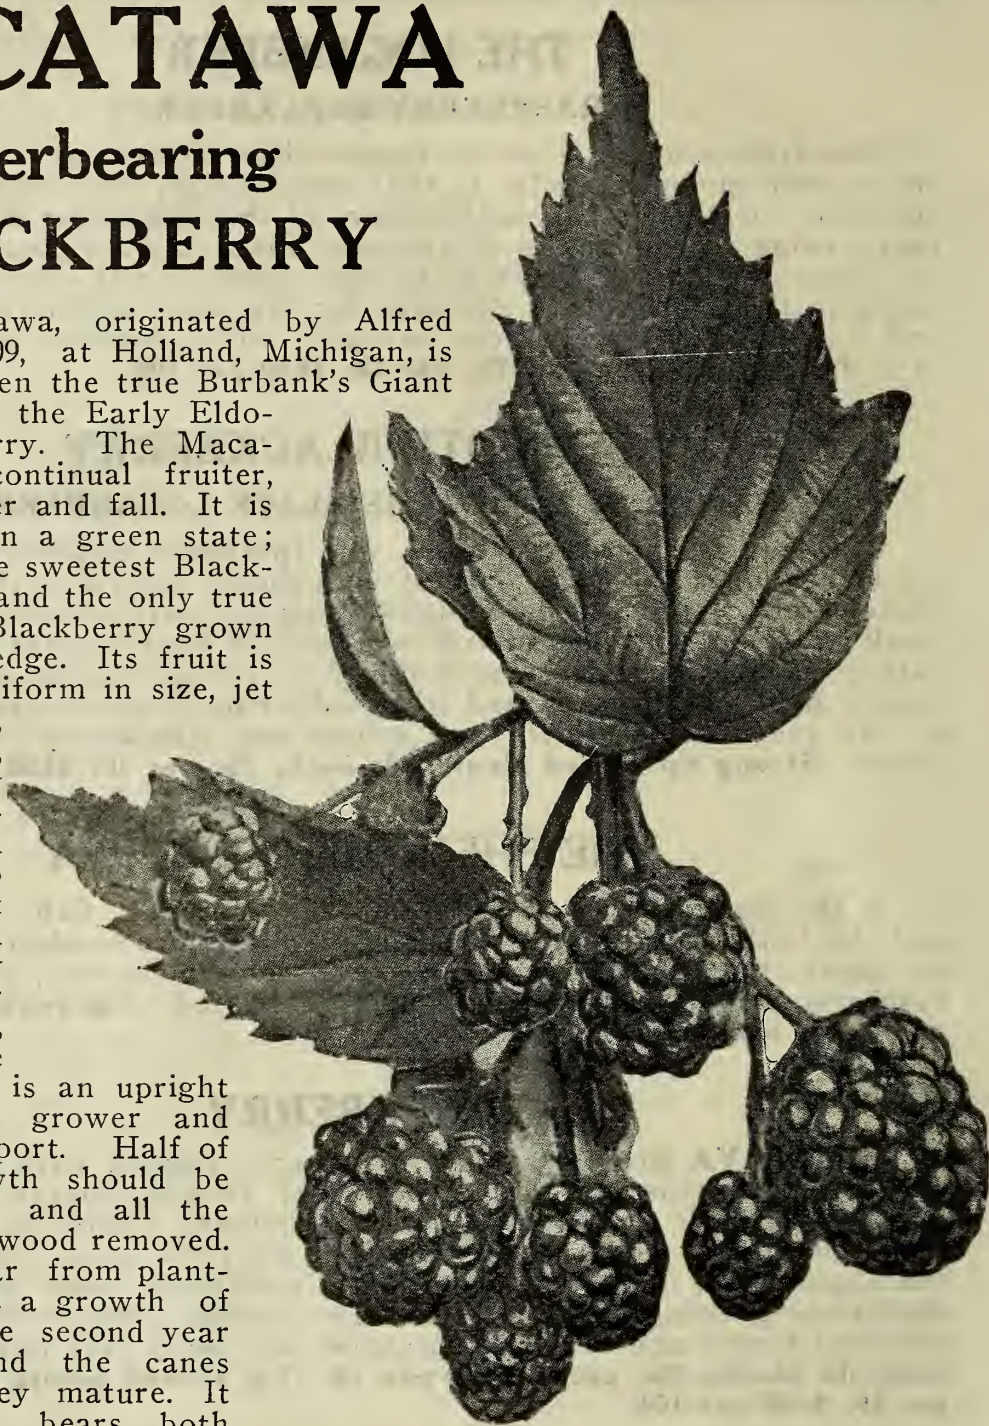 CATAWA
erbearing
CKBERRY
awa, originated by Alfred
09, at Holland, Michigan, is
en the true Burbank's Giant
the Early Eldo-
rry. The Maca-
continual fruiter,
er and fall. It is
n a green state;
e sweetest Black-
and the only true
Blackberry grown
edge. Its fruit is
iform in size, jet
is an upright
grower and
port. Half of
wth should be
and all the
wood removed.
ar from plant-
a growth of
e second year
nd the canes
ey mature. It
bears both